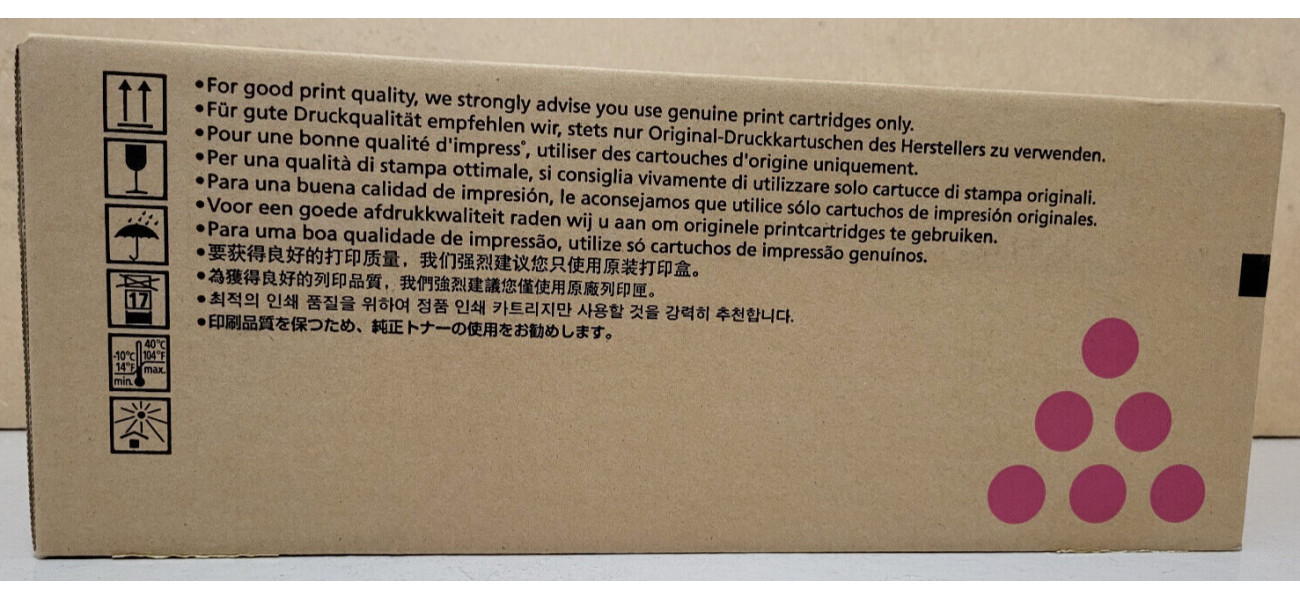 •For good print quality, we strongly advise you use genuine print cartridges only.
•Für gute Druckqualität empfehlen wir, stets nur Original-Druckkartuschen des Herstellers zu verwenden.
•Pour une bonne qualité d'impress°, utiliser des cartouches d'origine uniquement.
•Per una qualità di stampa ottimale, si consiglia vivamente di utilizzare solo cartucce di stampa originali.
•Para una buena calidad de impresión, le aconsejamos que utilice sólo cartuchos de impresión originales.
•Voor een goede afdrukkwaliteit raden wij u aan om originele printcartridges te gebruiken.
•Para uma boa qualidade de impressão, utilize só cartuchos de impressão genuínos.
•要获得良好的打印质量，我们强烈建议您只使用原装打印盒。
•為獲得良好的列印品質，我們強烈建議您僅使用原廠列印匣。
•최적의 인쇄 품질을 위하여 정품 인쇄 카트리지만 사용할 것을 강력히 추천합니다.
•印刷品質を保つため、純正トナーの使用をお勧めします。
17
40°C
-10°C 104°F
14°F max.
min.